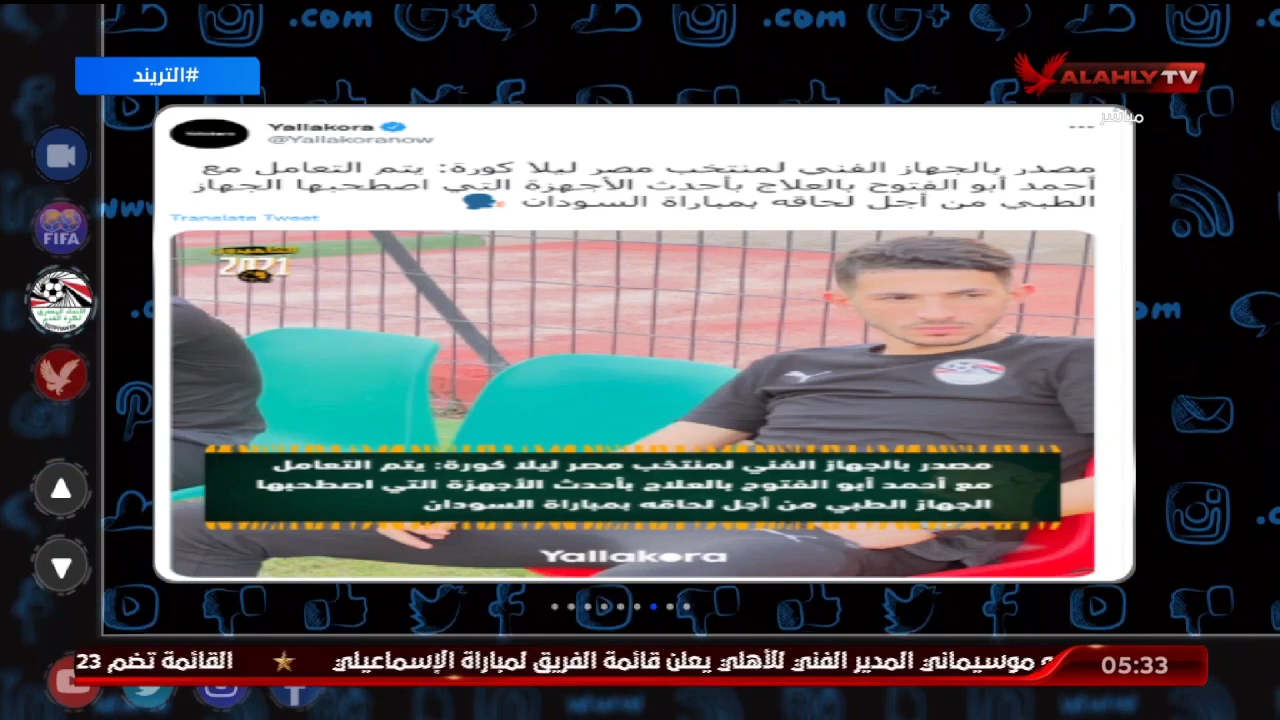 #التريند
ALAHLY TV
مباشر
Yallakora
@Yallakoranow
مصدر بالجهاز الفني لمنتخب مصر ليلا كورة: يتم التعامل مع
أحمد أبو الفتوح بالعلاج بأحدث الأجهزة التي اصطحبها الجهاز
الطبي من أجل لحاقه بمباراة السودان
Translate Tweet
2021
FIFA
مصدر بالجهاز الفني لمنتخب مصر ليلا كورة: يتم التعامل
مع أحمد أبو الفتوح بالعلاج بأحدث الأجهزة التي اصطحبها
الجهاز الطبي من أجل لحاقه بمباراة السودان
Yallakora
موسيماني المدير الفني للأهلي يعلن قائمة الفريق لمباراة الإسماعيلي
القائمة تضم 23
05:33
.com
.com